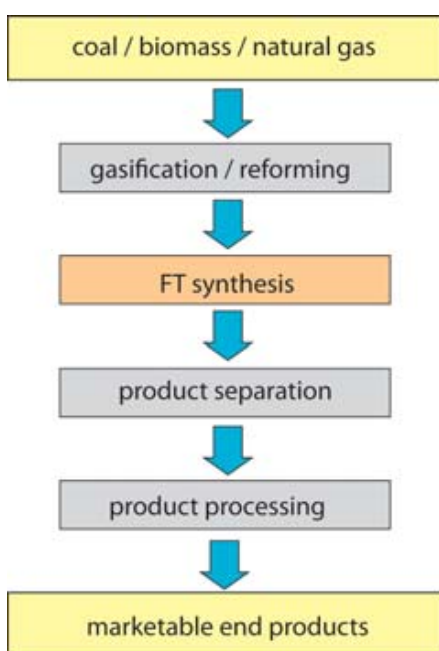 coal / biomass / natural gas
gasification / reforming
FT synthesis
product separation
product processing
marketable end products